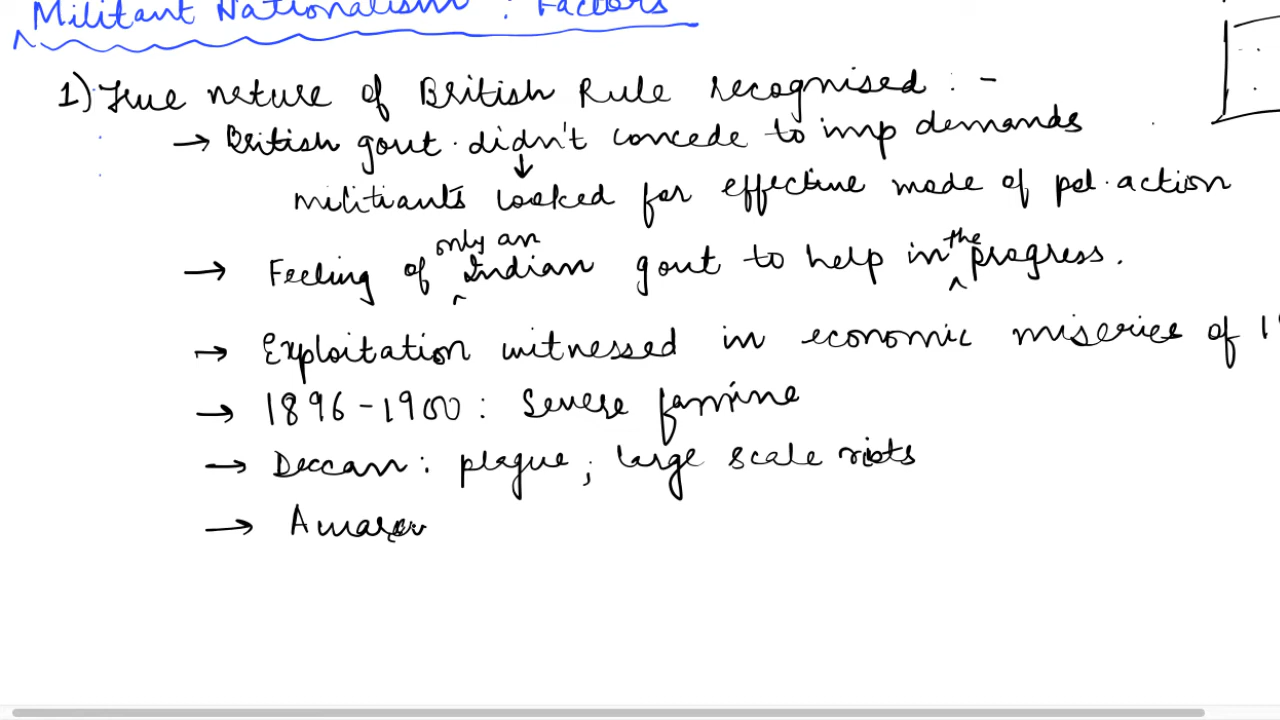 Militant Nationalism : Factors
1) True nature of British Rule recognised : -
→ British govt. didn't concede to imp demands
↓
militiants looked for effective mode of pol. action
→ Feeling of only an Indian govt to help in the progress.
→ Exploitation witnessed in economic miseries of 1
→ 1896-1900 : Severe famine
→ Deccan : plague ; large scale riots
→